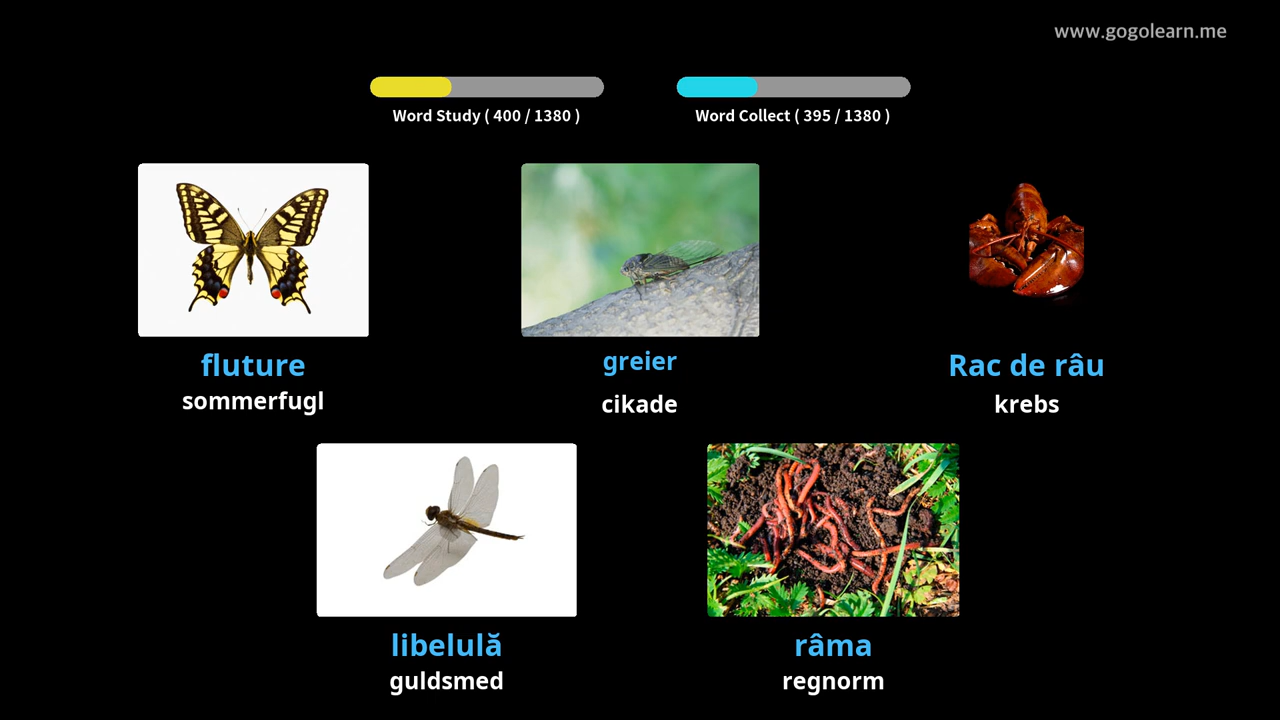 www.gogolearn.me
Word Study ( 400 / 1380 )
Word Collect ( 395 / 1380 )
fluture
sommerfugl
greier
cikade
Rac de râu
krebs
libelulă
guldsmed
râma
regnorm